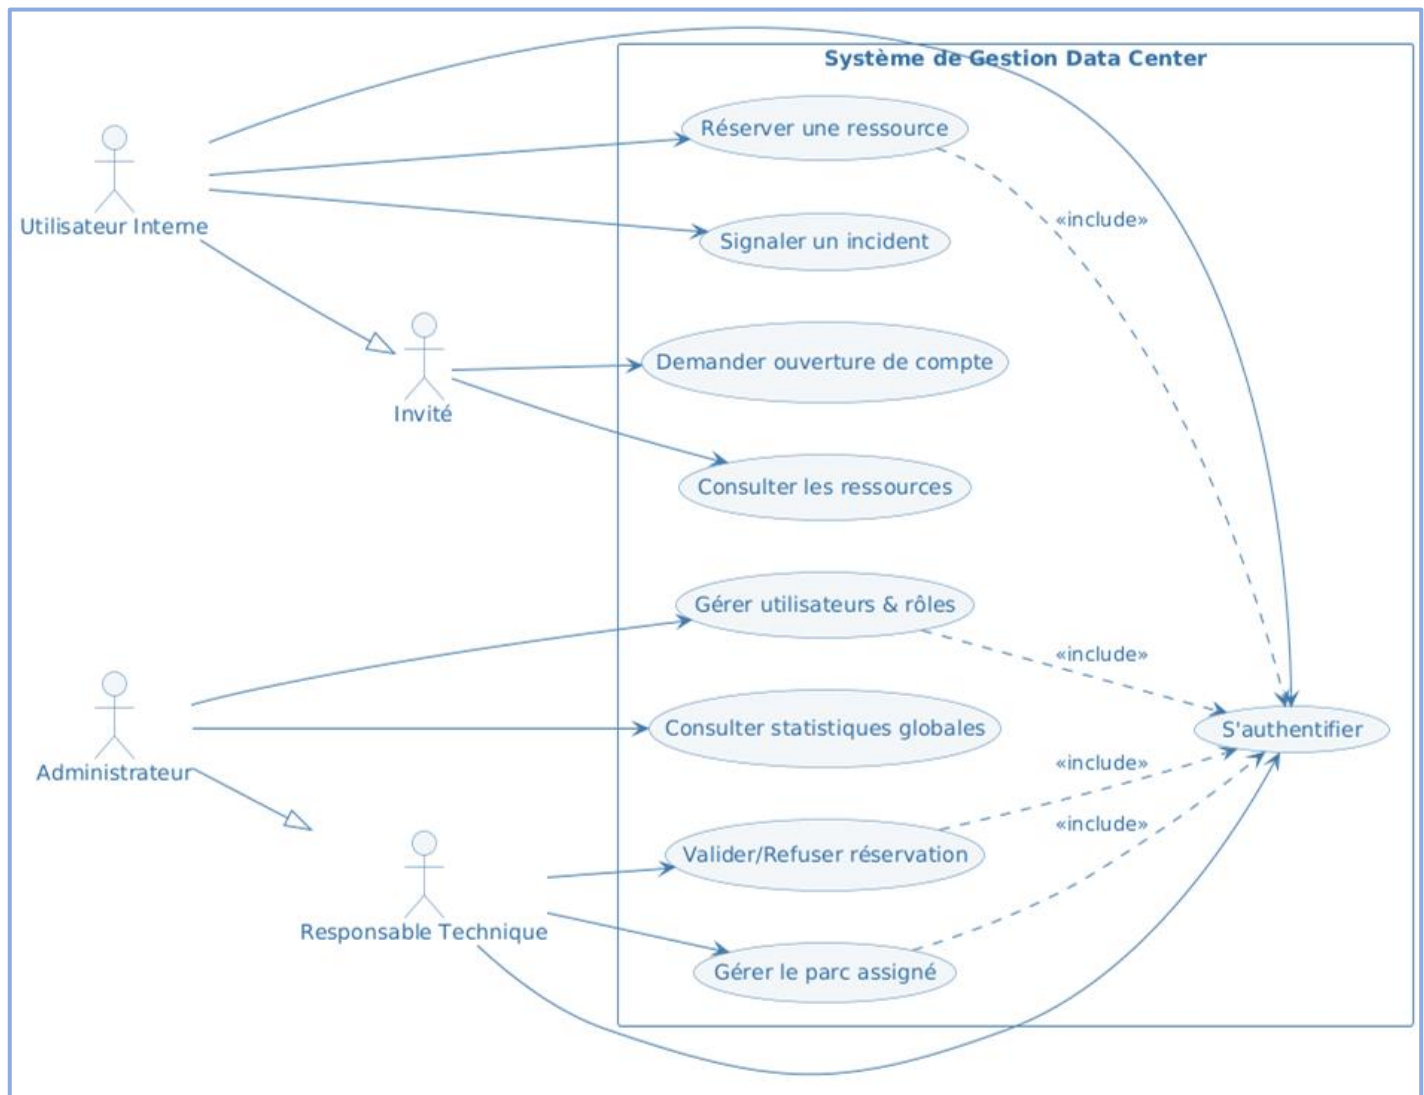 Système de Gestion Data Center
Réserver une ressource
Utilisateur Interne
«include»
Signaler un incident
Invité
Demander ouverture de compte
Consulter les ressources
Gérer utilisateurs & rôles
«include»
Administrateur
Consulter statistiques globales
S'authentifier
«include»
«include»
Valider/Refuser réservation
Responsable Technique
Gérer le parc assigné